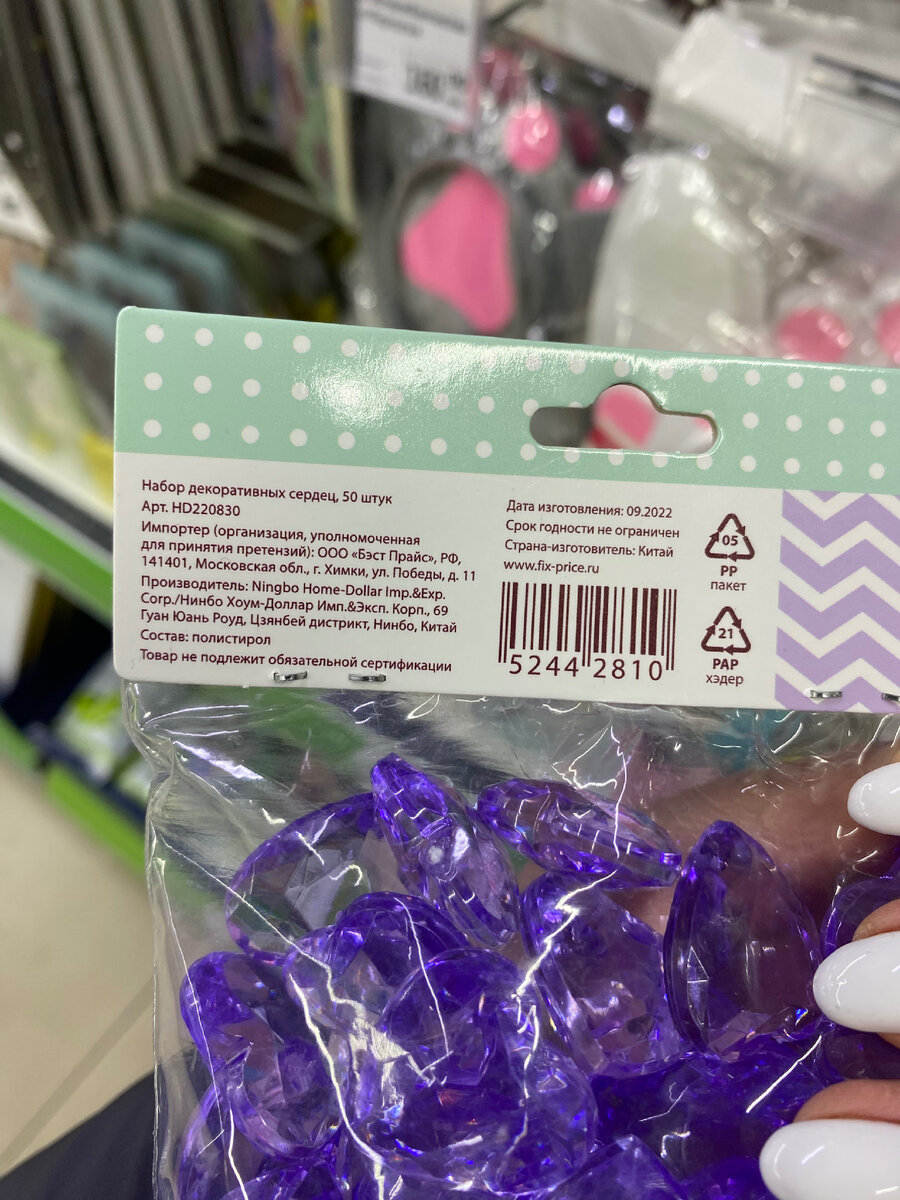 Набор декоративных сердец, 50 штук
Арт. HD220830
Импортер (организация, уполномоченная
для принятия претензий): ООО «Бэст Прайс», РФ,
141401, Московская обл., г. Химки, ул. Победы, д. 11
Производитель: Ningbo Home-Dollar Imp.&Exp.
Corp./Нинбо Хоум-Доллар Имп.&Эксп. Корп., 69
Гуан Юань Роуд, Цзянбей дистрикт, Нинбо, Китай
Состав: полистирол
Товар не подлежит обязательной сертификации
Дата изготовления: 09.2022
Срок годности не ограничен
Страна-изготовитель: Китай
www.fix-price.ru
5244 2810
05
PP
пакет
21
PAP
хэдер